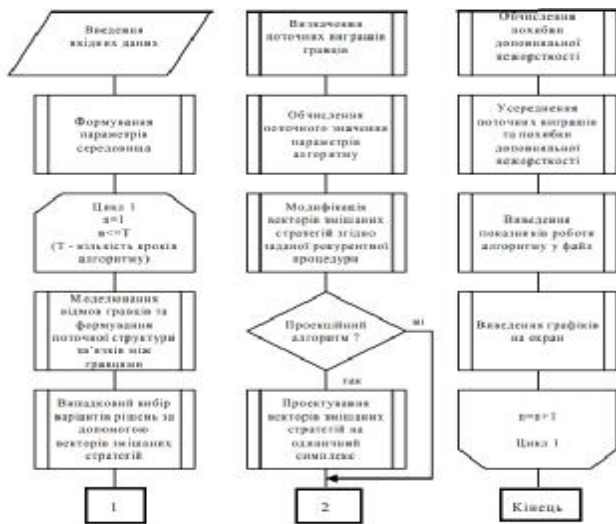 Введення
вхідних даних
Формування
параметрів
середовища
Цикл 1
n=1
n<=T
(T - кількість кроків
алгоритму)
Моделювання
відмов гравців та
формування
поточної структури
зв'язків між
гравцями
Випадковий вибір
варіантів рішень за
допомогою
векторів змішаних
стратегій
1
Визначення
поточних виграшів
гравців
Обчислення
поточного значення
параметрів
алгоритму
Модифікація
векторів змішаних
стратегій згідно
заданої рекурентної
процедури
Проекційний
алгоритм ?
ні
так
Проектування
векторів змішаних
стратегій на
одиничний
симплекс
2
Обчислення
похибки
доповняльної
нежорсткості
Усереднення
поточних виграшів
та похибки
доповняльної
нежорсткості
Виведення
показників роботи
алгоритму у файл
Виведення графіків
на екран
n=n+1
Цикл 1
Кінець